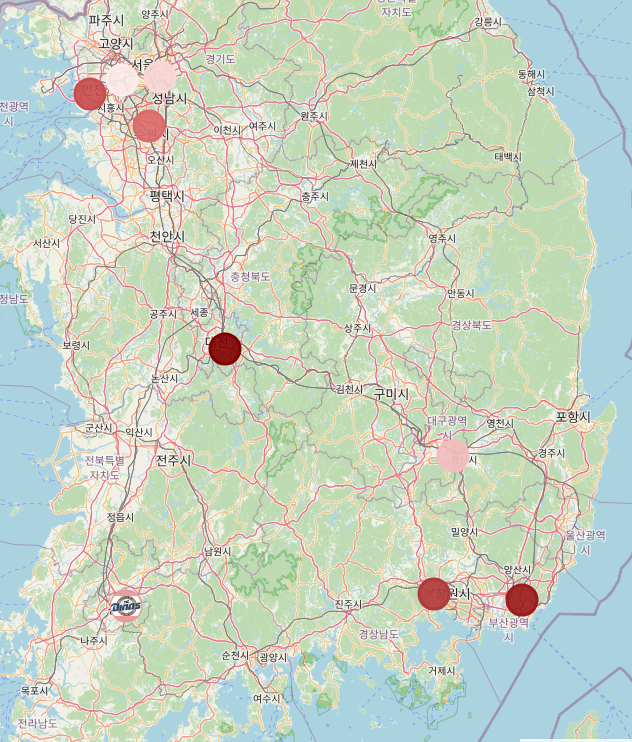 자치도
파주시
양주시
강릉시
고양시
서울
경기도
동해시
삼척시
천광역
시
시흥시
성남시
이천시
여주시
원주시
오산시
태백시
제천시
평택시
충주시
당진시
천안시
영주시
서산시
충청북도
문경시
안동시
청남도
공주시
세종
상주시
경상북도
보령시
논산시
김천시
구미시
대구광역
시
포항시
군산시
익산시
영천시
경주시
전북특별
자치도
전주시
정읍시
밀양시
울산광역
시
남원시
양산시
Dinos
진주시
부산광역
시
나주시
경상남도
순천시
광양시
거제시
목포시
여수시
전라남도